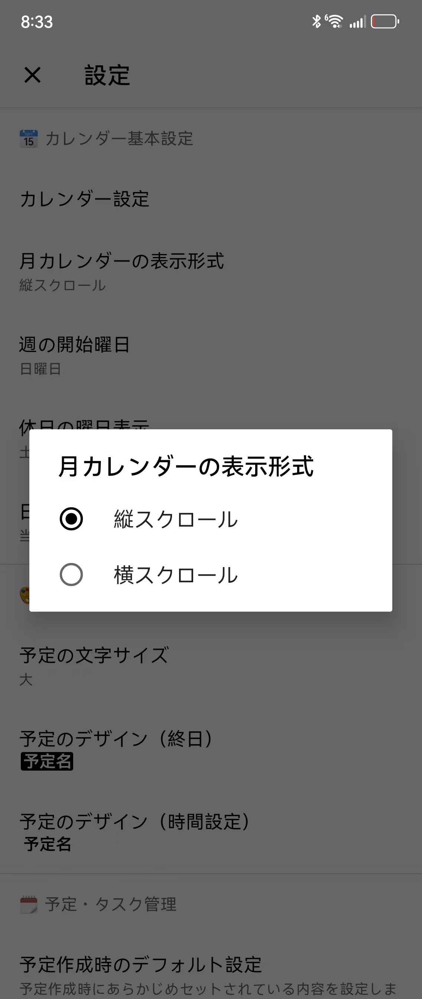 8:33
6
設定
SEPT
15
カレンダー基本設定
カレンダー設定
月カレンダーの表示形式
縦スクロール
週の開始曜日
日曜日
休日の曜日表示
土
月カレンダーの表示形式
縦スクロール
横スクロール
日
当
予定の文字サイズ
大
予定のデザイン（終日）
予定名
予定のデザイン（時間設定）
予定名
予定・タスク管理
予定作成時のデフォルト設定
予定作成時にあらかじめセットされている内容を設定しま